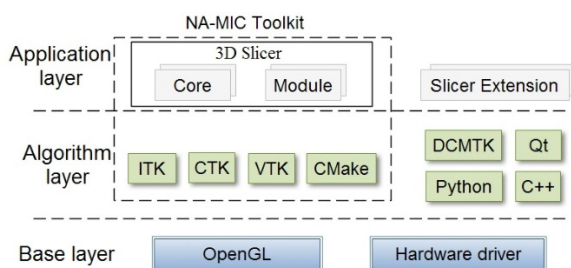 NA-MIC Toolkit
Application
layer
3D Slicer
Core
Module
Slicer Extension
Algorithm
layer
ITK
CTK
VTK
CMake
DCMTK
Qt
Python
C++
Base layer
OpenGL
Hardware driver